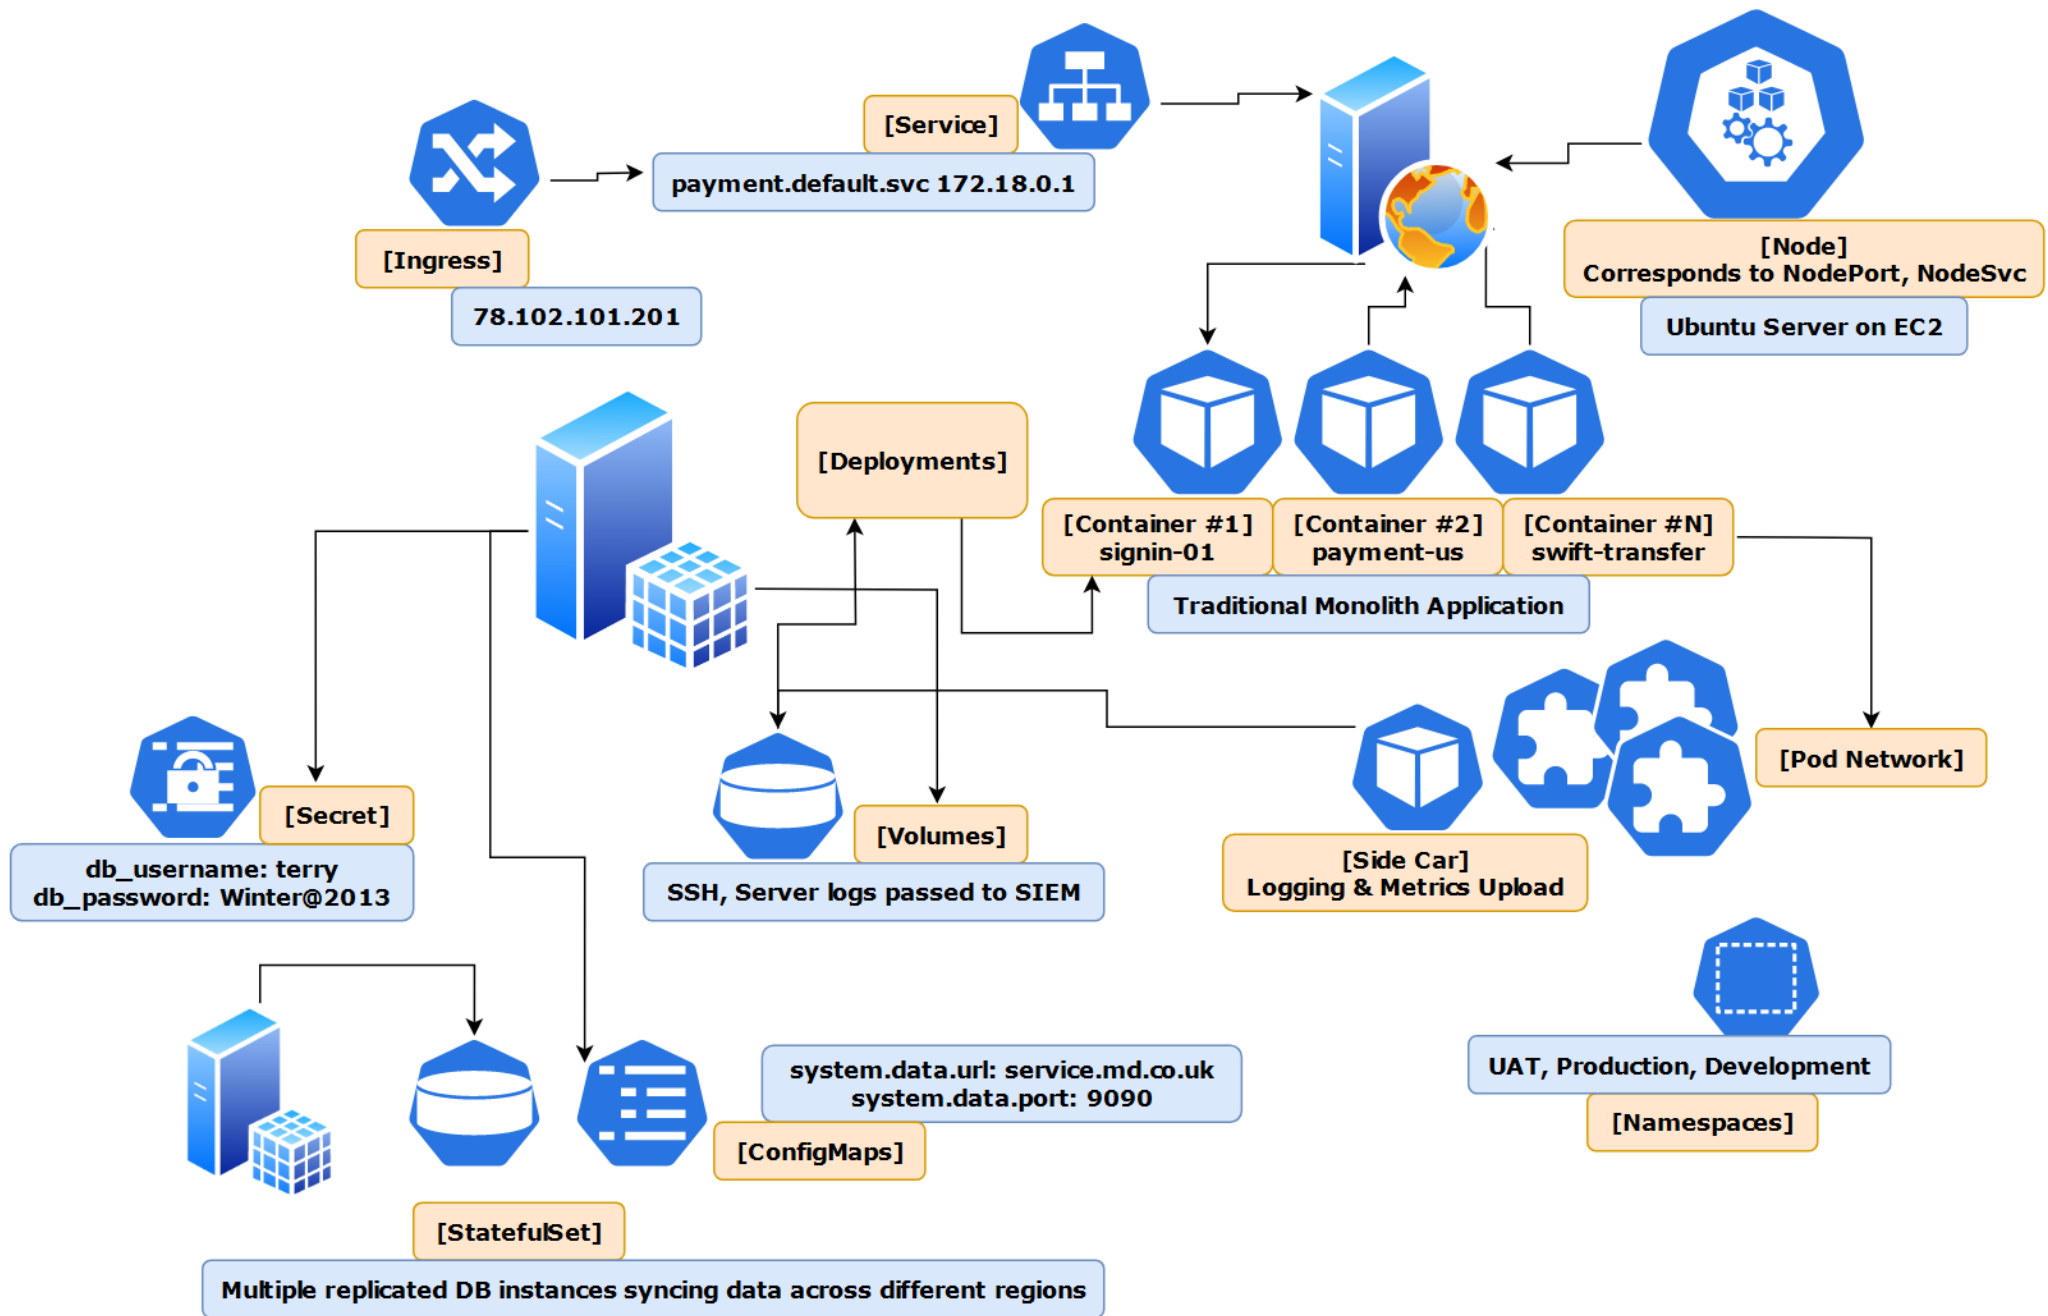 [Service]
payment.default.svc 172.18.0.1
[Ingress]
78.102.101.201
[Node]
Corresponds to NodePort, NodeSvc
Ubuntu Server on EC2
[Deployments]
[Container #1]
signin-01
[Container #2]
payment-us
[Container #N]
swift-transfer
Traditional Monolith Application
[Pod Network]
[Secret]
db_username: terry
db_password: Winter@2013
[Volumes]
SSH, Server logs passed to SIEM
[Side Car]
Logging & Metrics Upload
UAT, Production, Development
[Namespaces]
system.data.url: service.md.co.uk
system.data.port: 9090
[ConfigMaps]
[StatefulSet]
Multiple replicated DB instances syncing data across different regions